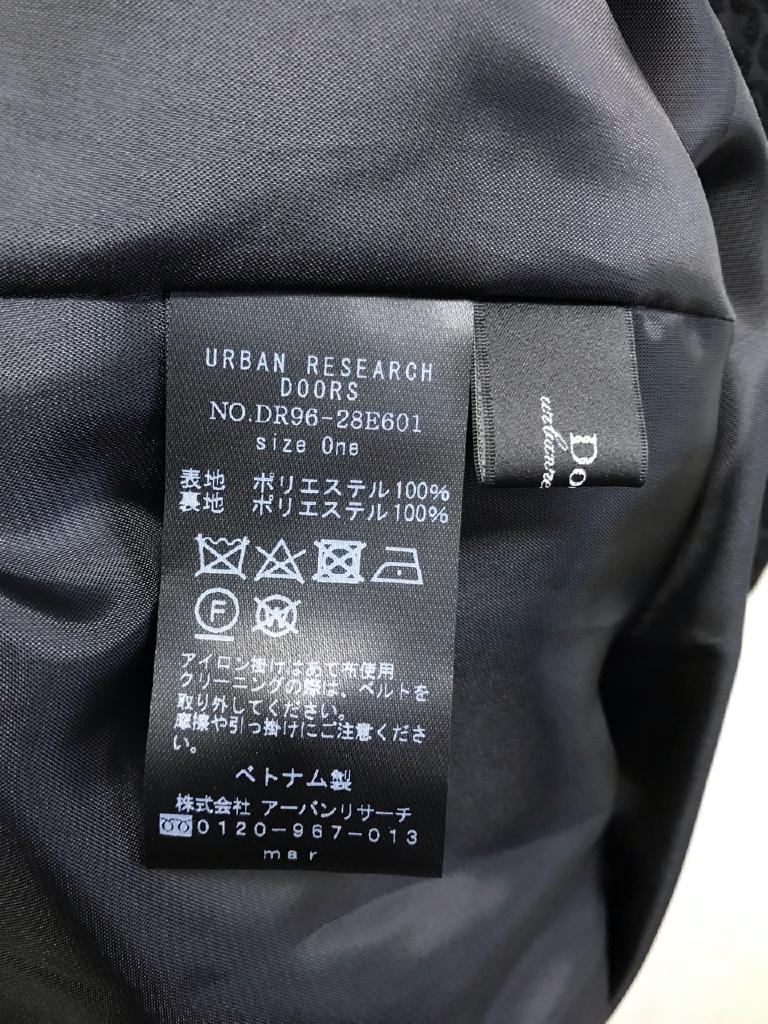 URBAN RESEARCH
DOORS
NO.DR96-28E601
size One
表地 ポリエステル100%
裏地 ポリエステル100%
F
W
アイロン掛けはあて布使用
クリーニングの際は、ベルトを
取り外してください。
摩擦や引っ掛けにご注意くださ
い。
ベトナム製
株式会社 アーバンリサーチ
0120-967-013
mar
Do